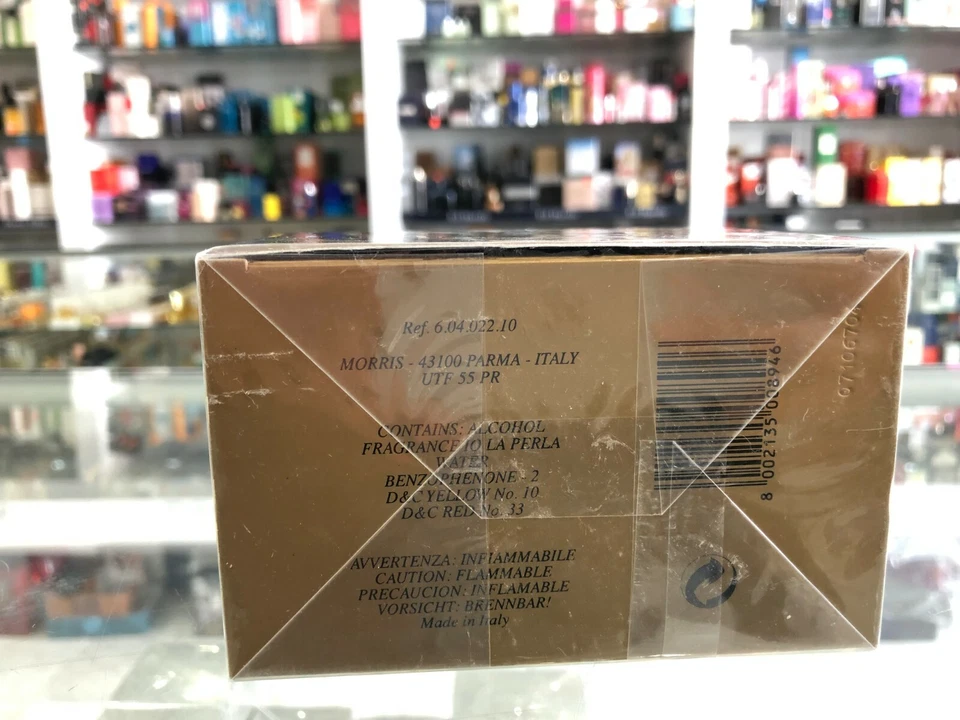 Ref. 6.04.022.10
MORRIS - 43100 PARMA - ITALY
UTF 55 PR
CONTAINS: ALCOHOL
FRAGRANCE IO LA PERLA
WATER
BENZOPHENONE - 2
D&C YELLOW No. 10
D&C RED No. 33
AVVERTENZA: INFIAMMABILE
CAUTION: FLAMMABLE
PRECAUCION: INFLAMABLE
VORSICHT: BRENNBAR!
Made in Italy
8 002135 008946